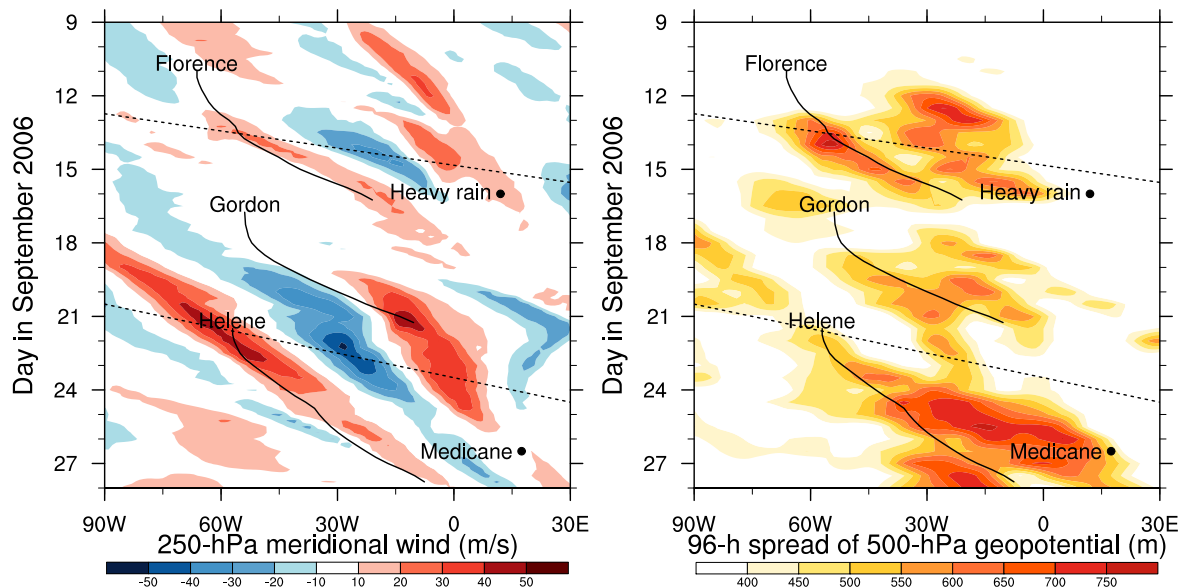 Day in September 2006
9
12
15
18
21
24
27
Florence
Heavy rain
Gordon
Helene
Medicane
90W
60W
30W
0
30E
250-hPa meridional wind (m/s)
-50
-40
-30
-20
-10
10
20
30
40
50
Day in September 2006
9
12
15
18
21
24
27
Florence
Heavy rain
Gordon
Helene
Medicane
90W
60W
30W
0
30E
96-h spread of 500-hPa geopotential (m)
400
450
500
550
600
650
700
750